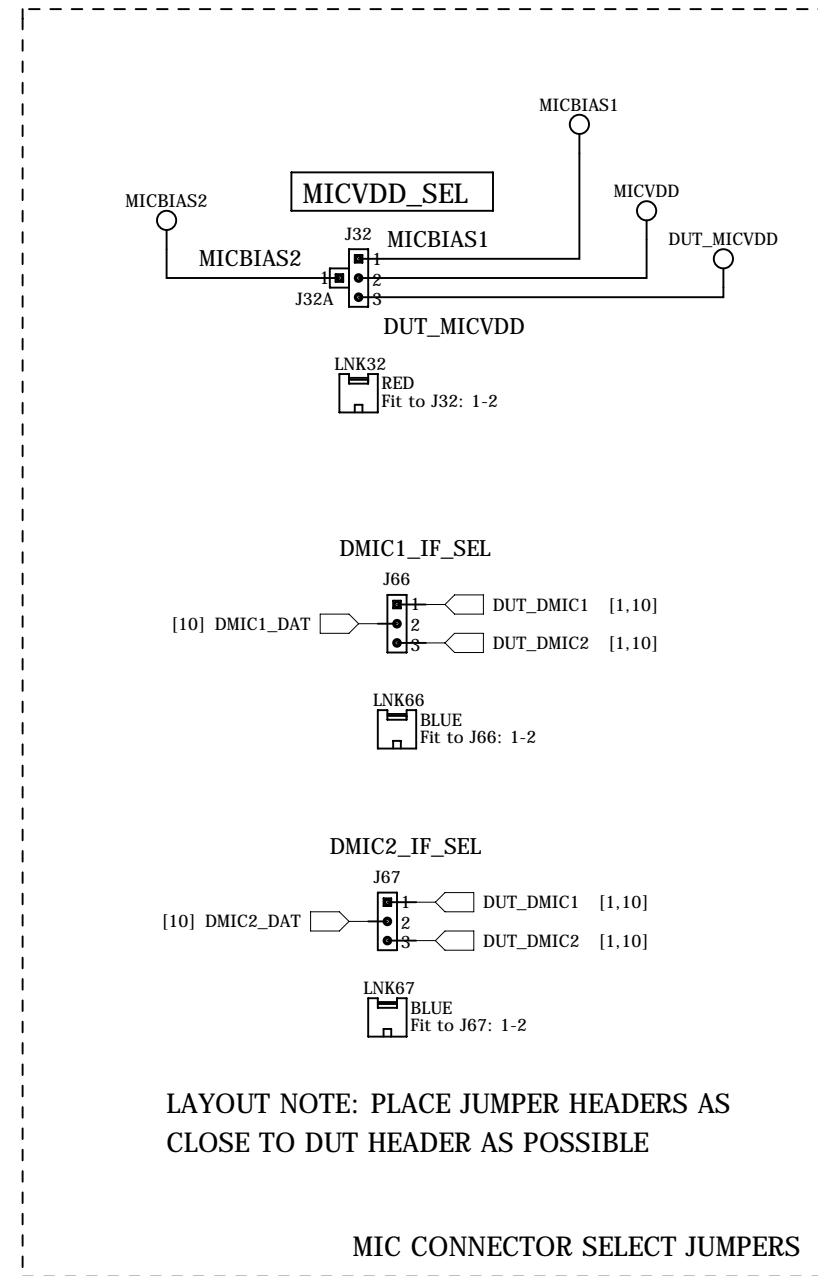 MICBIAS1
MICVDD_SEL
MICVDD
MICBIAS2
J32
MICBIAS1
DUT_MICVDD
MICBIAS2
1
1
2
J32A
3
DUT_MICVDD
LNK32
RED
Fit to J32: 1-2
DMIC1_IF_SEL
J66
1
DUT_DMIC1 [1,10]
[10] DMIC1_DAT
2
3
DUT_DMIC2 [1,10]
LNK66
BLUE
Fit to J66: 1-2
DMIC2_IF_SEL
J67
1
DUT_DMIC1 [1,10]
[10] DMIC2_DAT
2
3
DUT_DMIC2 [1,10]
LNK67
BLUE
Fit to J67: 1-2
LAYOUT NOTE: PLACE JUMPER HEADERS AS
CLOSE TO DUT HEADER AS POSSIBLE
MIC CONNECTOR SELECT JUMPERS